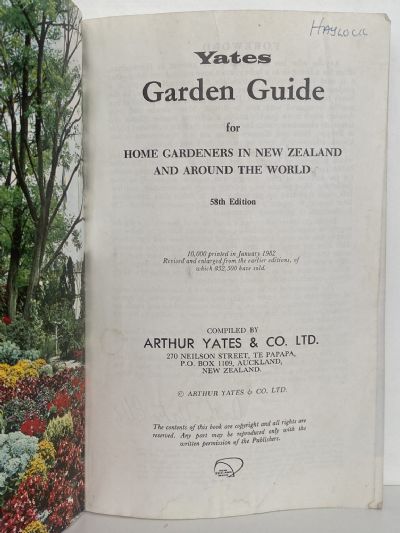 HAYLOCK
Yates
Garden Guide
for
HOME GARDENERS IN NEW ZEALAND
AND AROUND THE WORLD
58th Edition
10,000 printed in January 1982
Revised and enlarged from the earlier editions, of
which 932,500 have sold.
COMPILED BY
ARTHUR YATES & CO. LTD.
270 NEILSON STREET, TE PAPAPA,
P.O. BOX 1109, AUCKLAND,
NEW ZEALAND.
© ARTHUR YATES & CO. LTD.
The contents of this book are copyright and all rights are
reserved. Any part may be reproduced only with the
written permission of the Publishers.